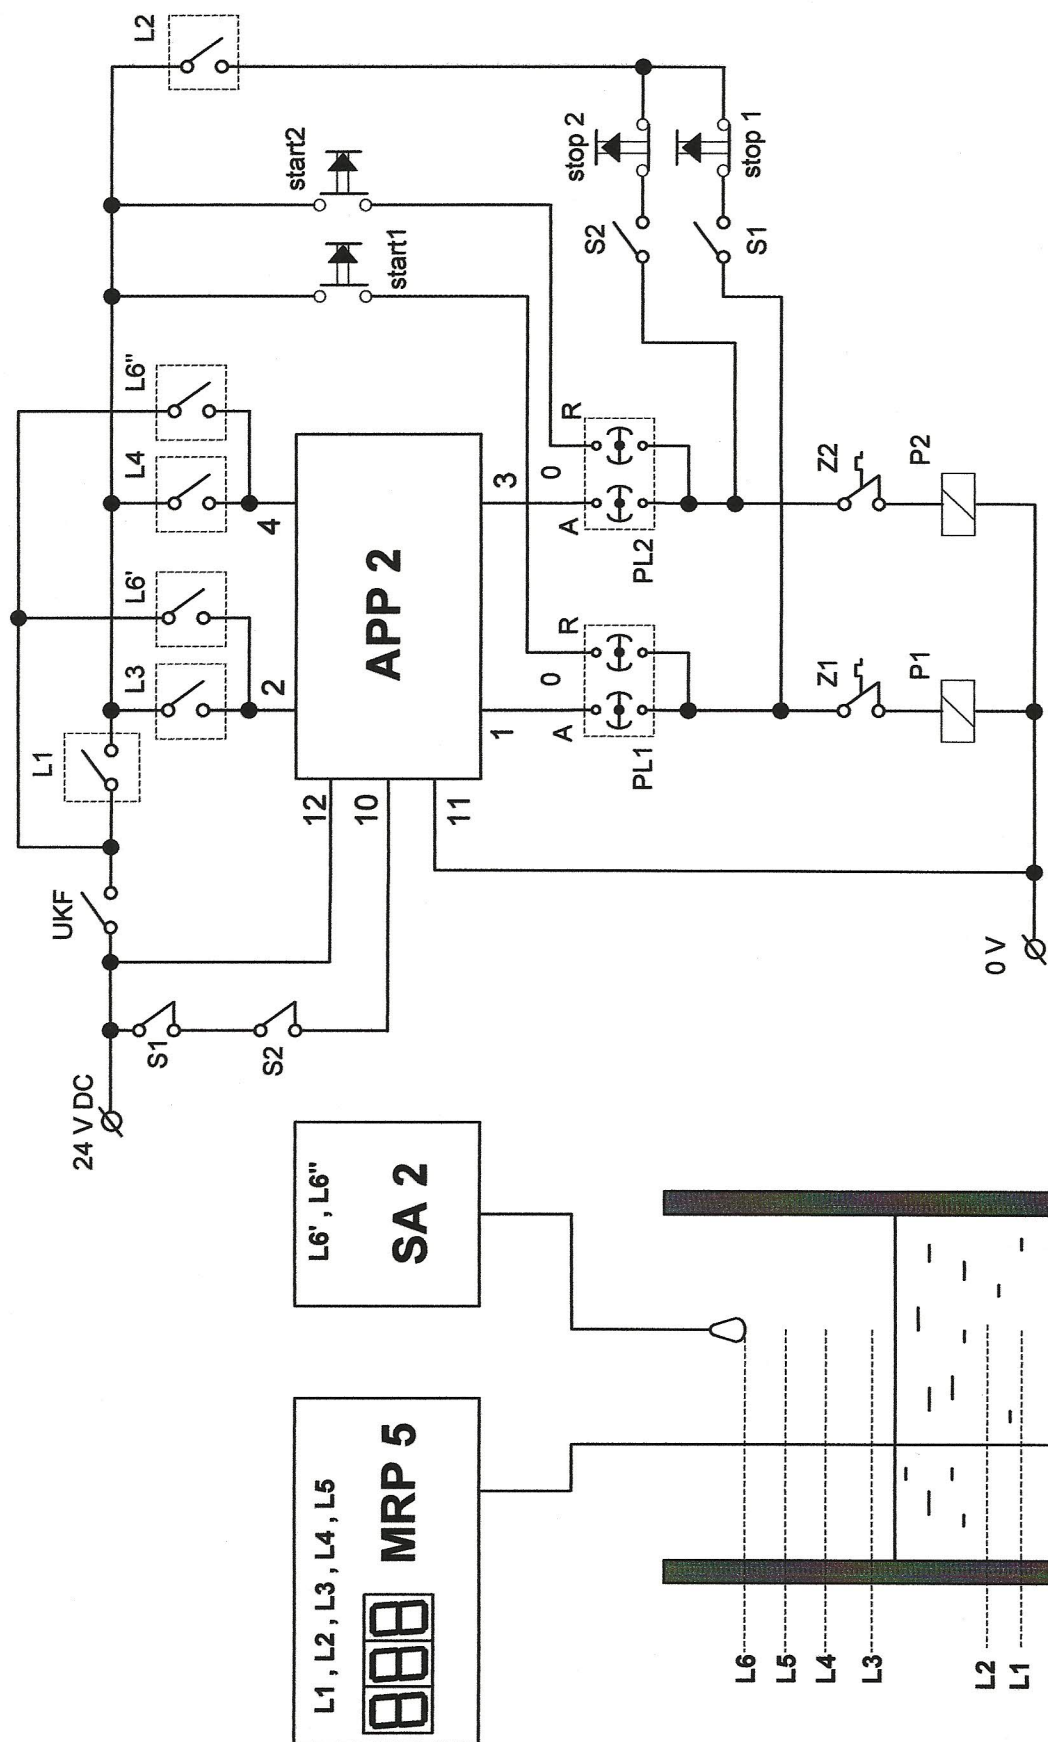 L1 , L2 , L3 , L4 , L5
MRP 5
L6' , L6"
SA 2
L6
L5
L4
L3
L2
L1
24 V DC
UKF
L1
L3
L6'
L4
L6"
L2
S1
S2
12
10
11
2
4
APP 2
1
3
start1
start2
A
0
R
PL1
A
0
R
PL2
S2
stop 2
S1
stop 1
Z1
Z2
P1
P2
0 V